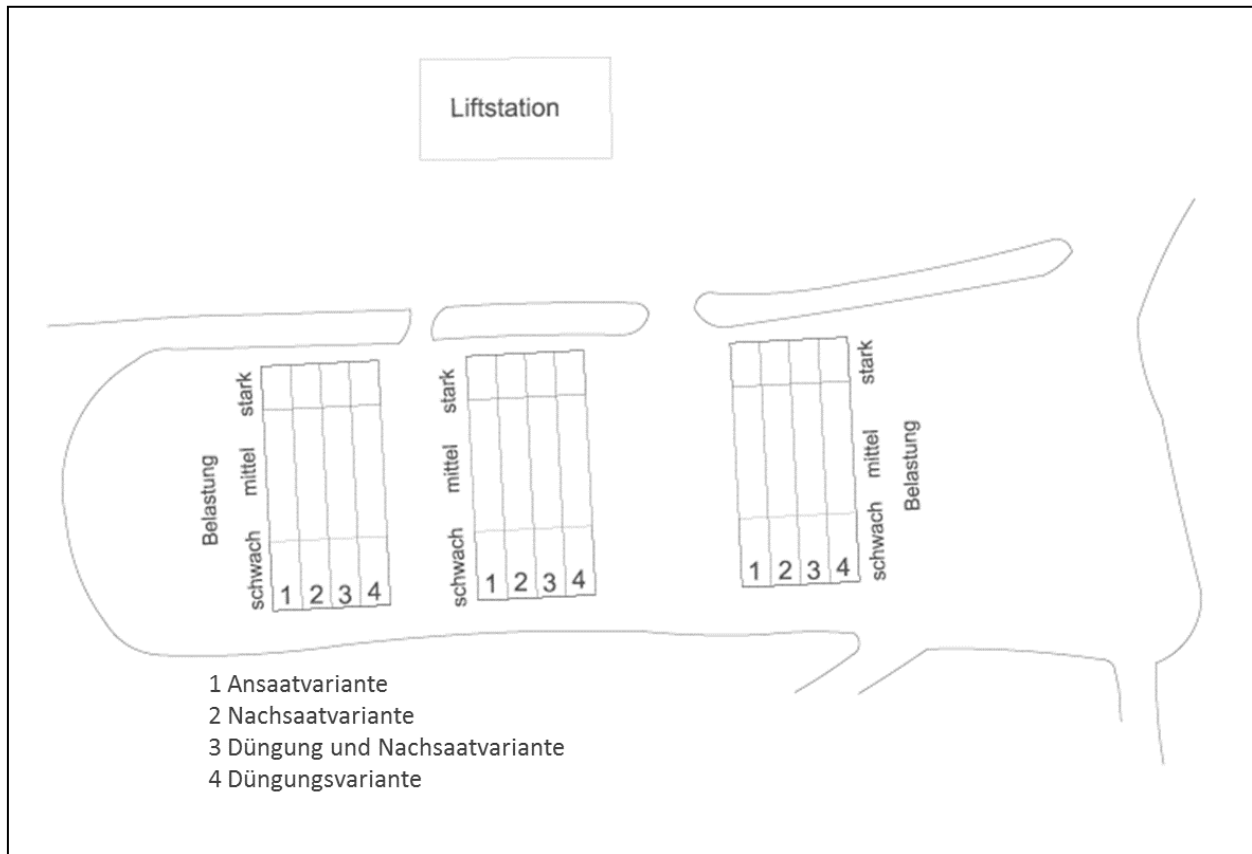 Liftstation
Belastung
schwach mittel stark
1 2 3 4
schwach mittel stark
1 2 3 4
1 2 3 4
schwach mittel stark
Belastung
1 Ansaatvariante
2 Nachsaatvariante
3 Düngung und Nachsaatvariante
4 Düngungsvariante